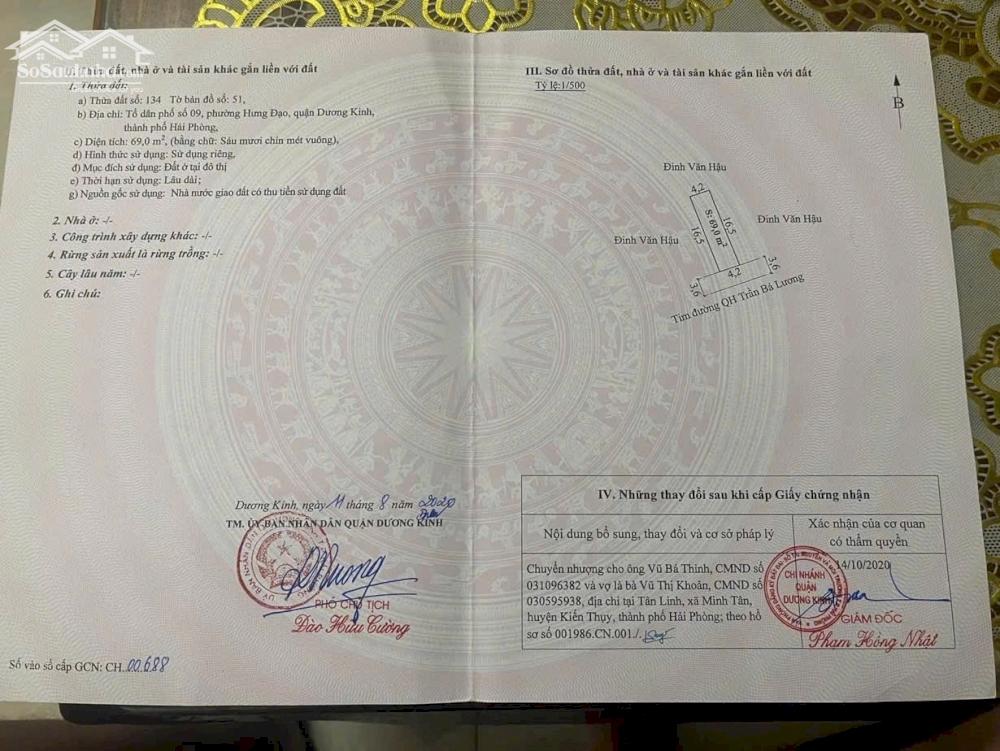 SoSanhNha.com
II. Thửa đất, nhà ở và tài sản khác gắn liền với đất
1. Thửa đất:
a) Thửa đất số: 134 Tờ bản đồ số: 51,
b) Địa chỉ: Tổ dân phố số 09, phường Hưng Đạo, quận Dương Kinh,
thành phố Hải Phòng,
c) Diện tích: 69,0 m², (bằng chữ: Sáu mươi chín mét vuông),
d) Hình thức sử dụng: Sử dụng riêng,
đ) Mục đích sử dụng: Đất ở tại đô thị
e) Thời hạn sử dụng: Lâu dài;
g) Nguồn gốc sử dụng: Nhà nước giao đất có thu tiền sử dụng đất
2. Nhà ở: -/-
3. Công trình xây dựng khác: -/-
4. Rừng sản xuất là rừng trồng: -/-
5. Cây lâu năm: -/-
6. Ghi chú:
Dương Kinh, ngày 11 tháng 8 năm 2020
TM. ỦY BAN NHÂN DÂN QUẬN DƯƠNG KINH
PHÓ CHỦ TỊCH
Đào Hữu Cường
Số vào sổ cấp GCN: CH.00688
III. Sơ đồ thửa đất, nhà ở và tài sản khác gắn liền với đất
Tỷ lệ:1/500
B
Đinh Văn Hậu
4,2
S: 69,0 m²
16,5
Đinh Văn Hậu
Đinh Văn Hậu
16,5
4,2
3,6
3,6
Tim đường QH Trần Bá Lương
IV. Những thay đổi sau khi cấp Giấy chứng nhận
Nội dung bổ sung, thay đổi và cơ sở pháp lý
Xác nhận của cơ quan
có thẩm quyền
Chuyển nhượng cho ông Vũ Bá Thinh, CMND số
031096382 và vợ là bà Vũ Thị Khoản, CMND số
030595938, địa chỉ tại Tân Linh, xã Minh Tân,
huyện Kiến Thụy, thành phố Hải Phòng; theo hồ
sơ số 001986.CN.001./.
14/10/2020
CHI NHÁNH
QUẬN
DƯƠNG KINH
GIÁM ĐỐC
Phạm Hồng Nhật